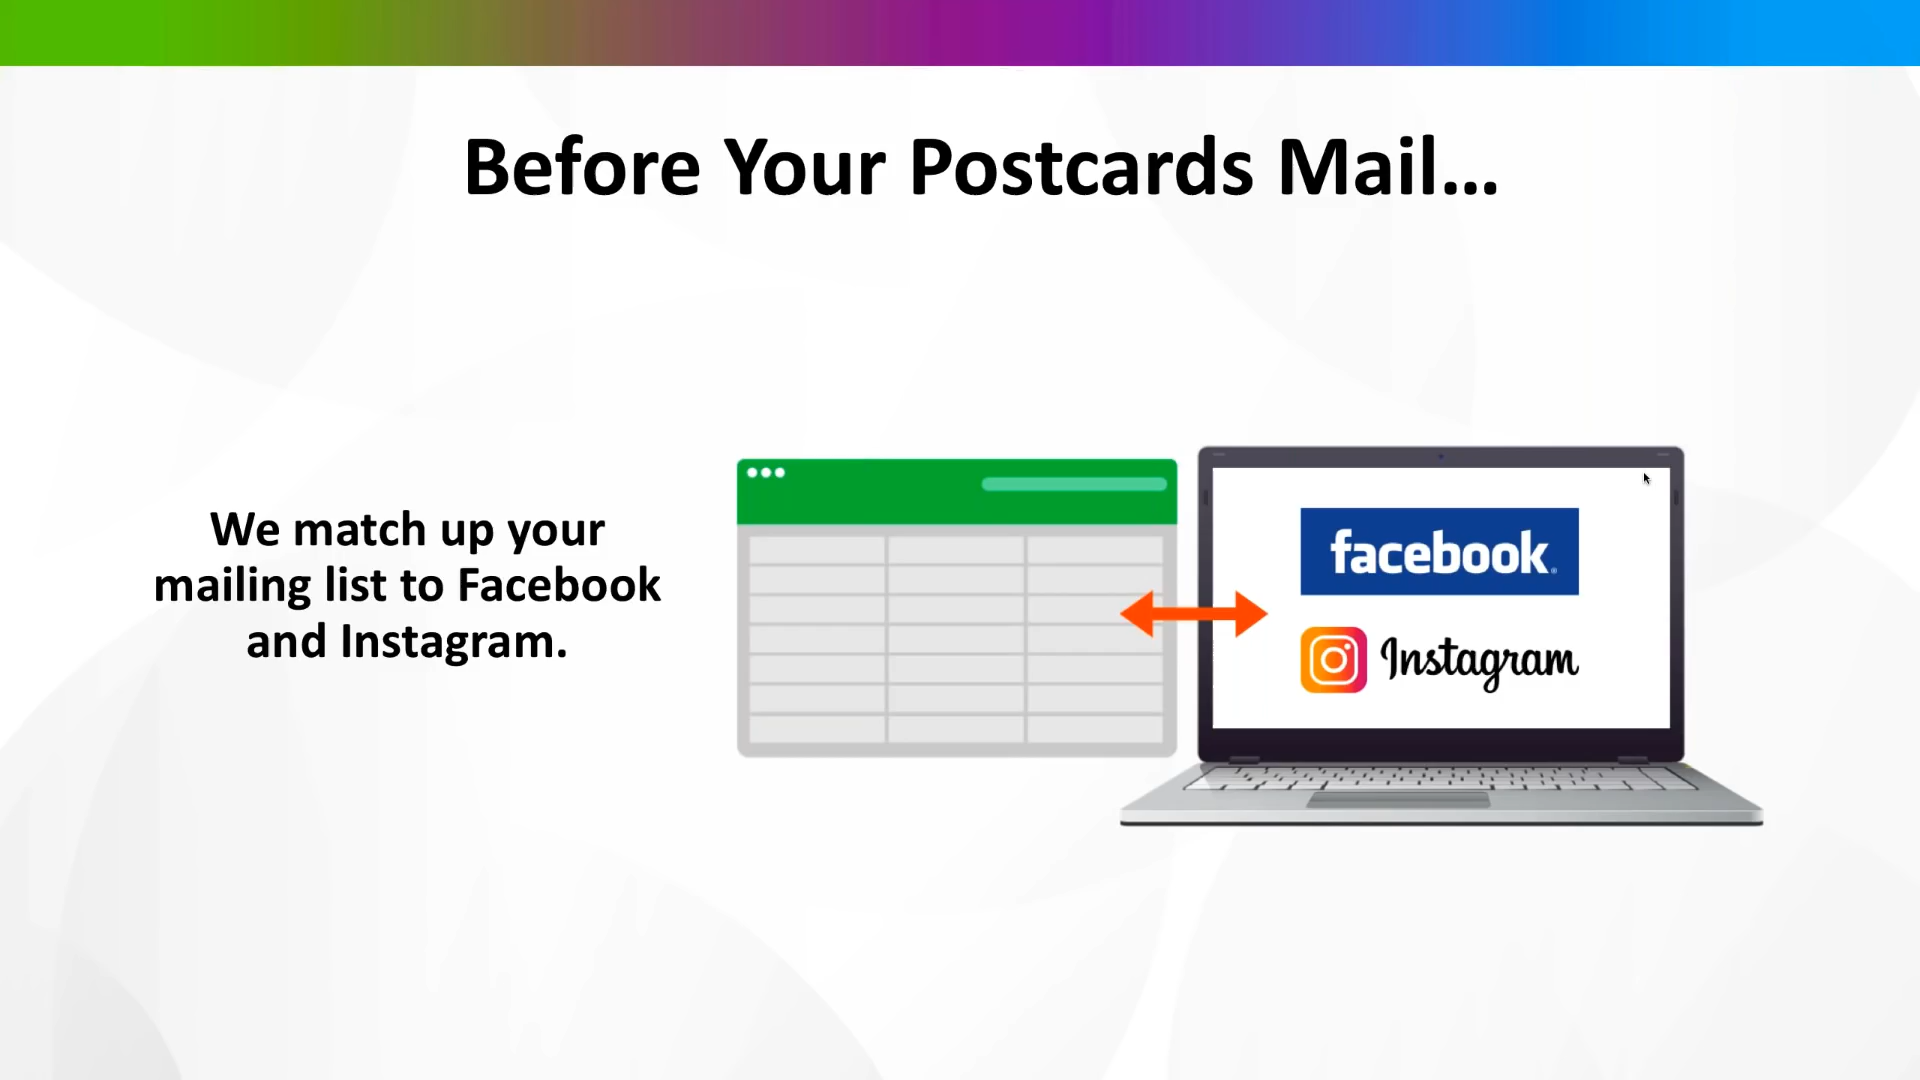 Before Your Postcards Mail...
We match up your
mailing list to Facebook
and Instagram.
facebook®
Instagram